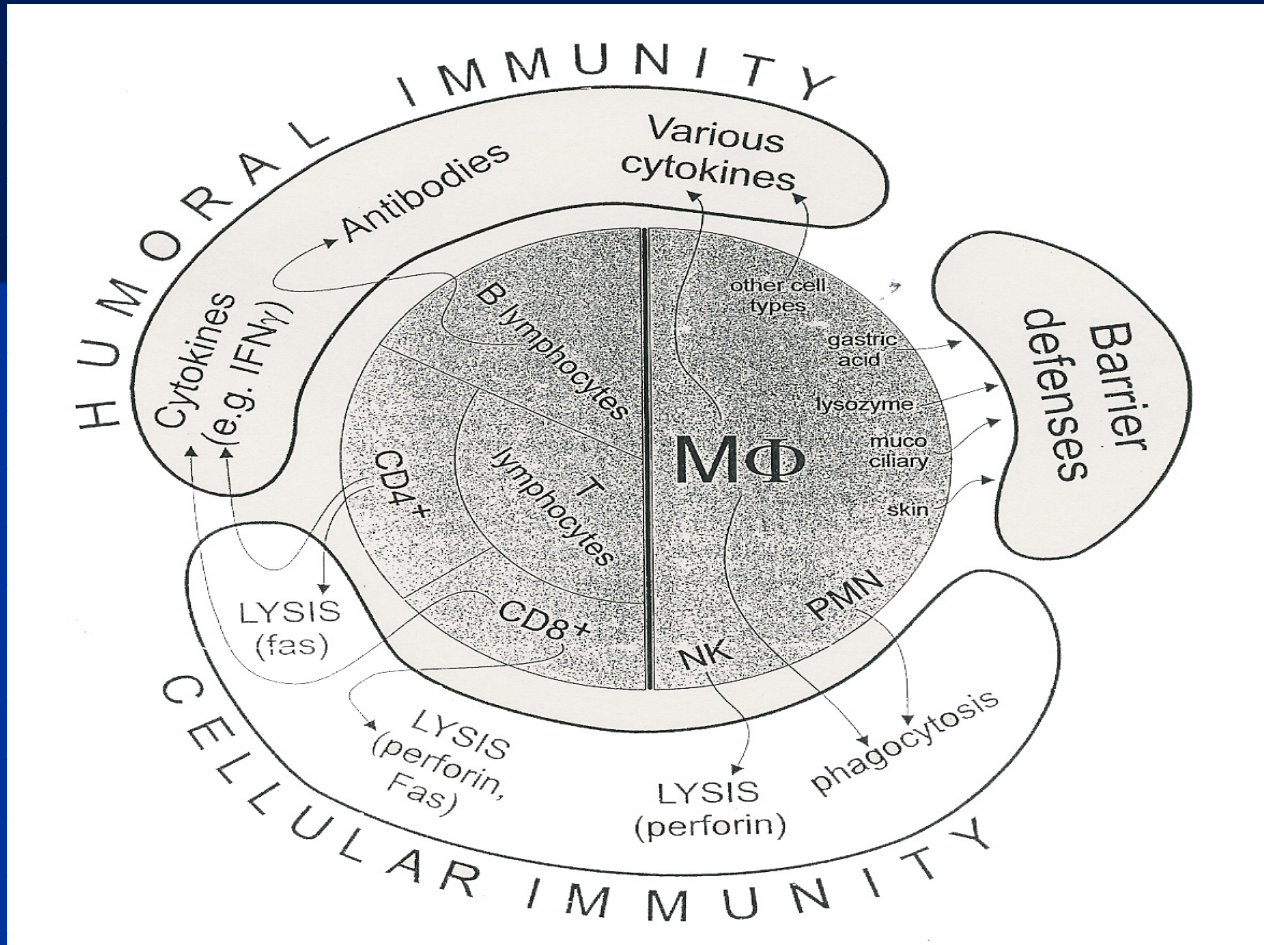 HUMORAL IMMUNITY
Various
cytokines
Antibodies
Cytokines
(e.g. IFNγ)
B lymphocytes
other cell
types
gastric
acid
lysozyme
muco
ciliary
skin
Barrier
defenses
MΦ
T
lymphocytes
CD4+
CD8+
NK
PMN
LYSIS
(fas)
LYSIS
(perforin,
Fas)
LYSIS
(perforin)
phagocytosis
CELLULAR IMMUNITY